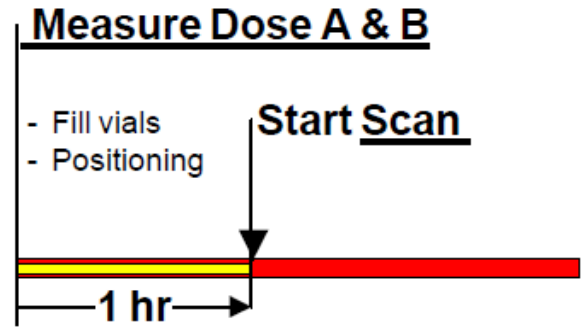 Measure Dose A & B
- Fill vials
- Positioning
Start Scan
1 hr